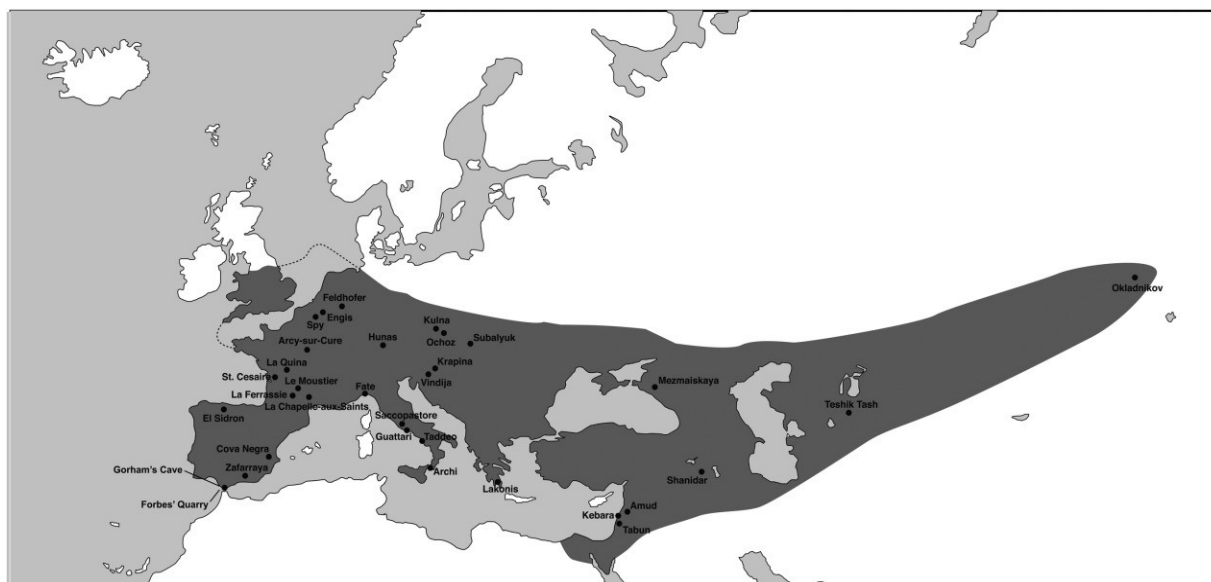 Okladnikov
Feldhofer
Engis
Spy
Kulna
Ochoz
Subalyuk
Hunas
Arcy-sur-Cure
La Quina
St. Cesaire
Le Moustier
La Ferrassie
La Chapelle-aux-Saints
Fate
Krapina
Vindija
Mezmaiskaya
Teshik Tash
El Sidron
Saccopastore
Guattari
Taddeo
Cova Negra
Zafarraya
Archi
Gorham's Cave
Forbes' Quarry
Lakonis
Shanidar
Amud
Kebara
Tabun